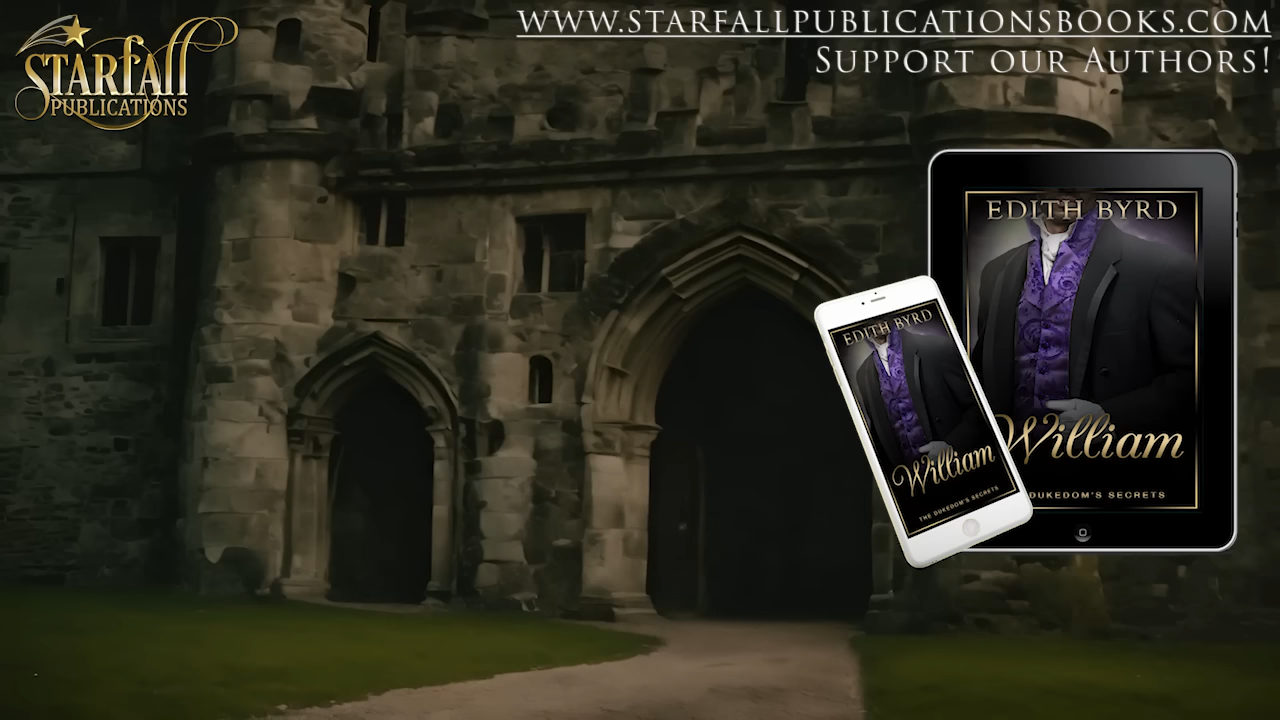 STARfall
PUBLICATIONS
WWW.STARFALLPUBLICATIONSBOOKS.COM
SUPPORT OUR AUTHORS!
EDITH BYRD
William
DUKEDOM'S SECRETS
EDITH BYRD
William
THE DUKEDOM'S SECRETS